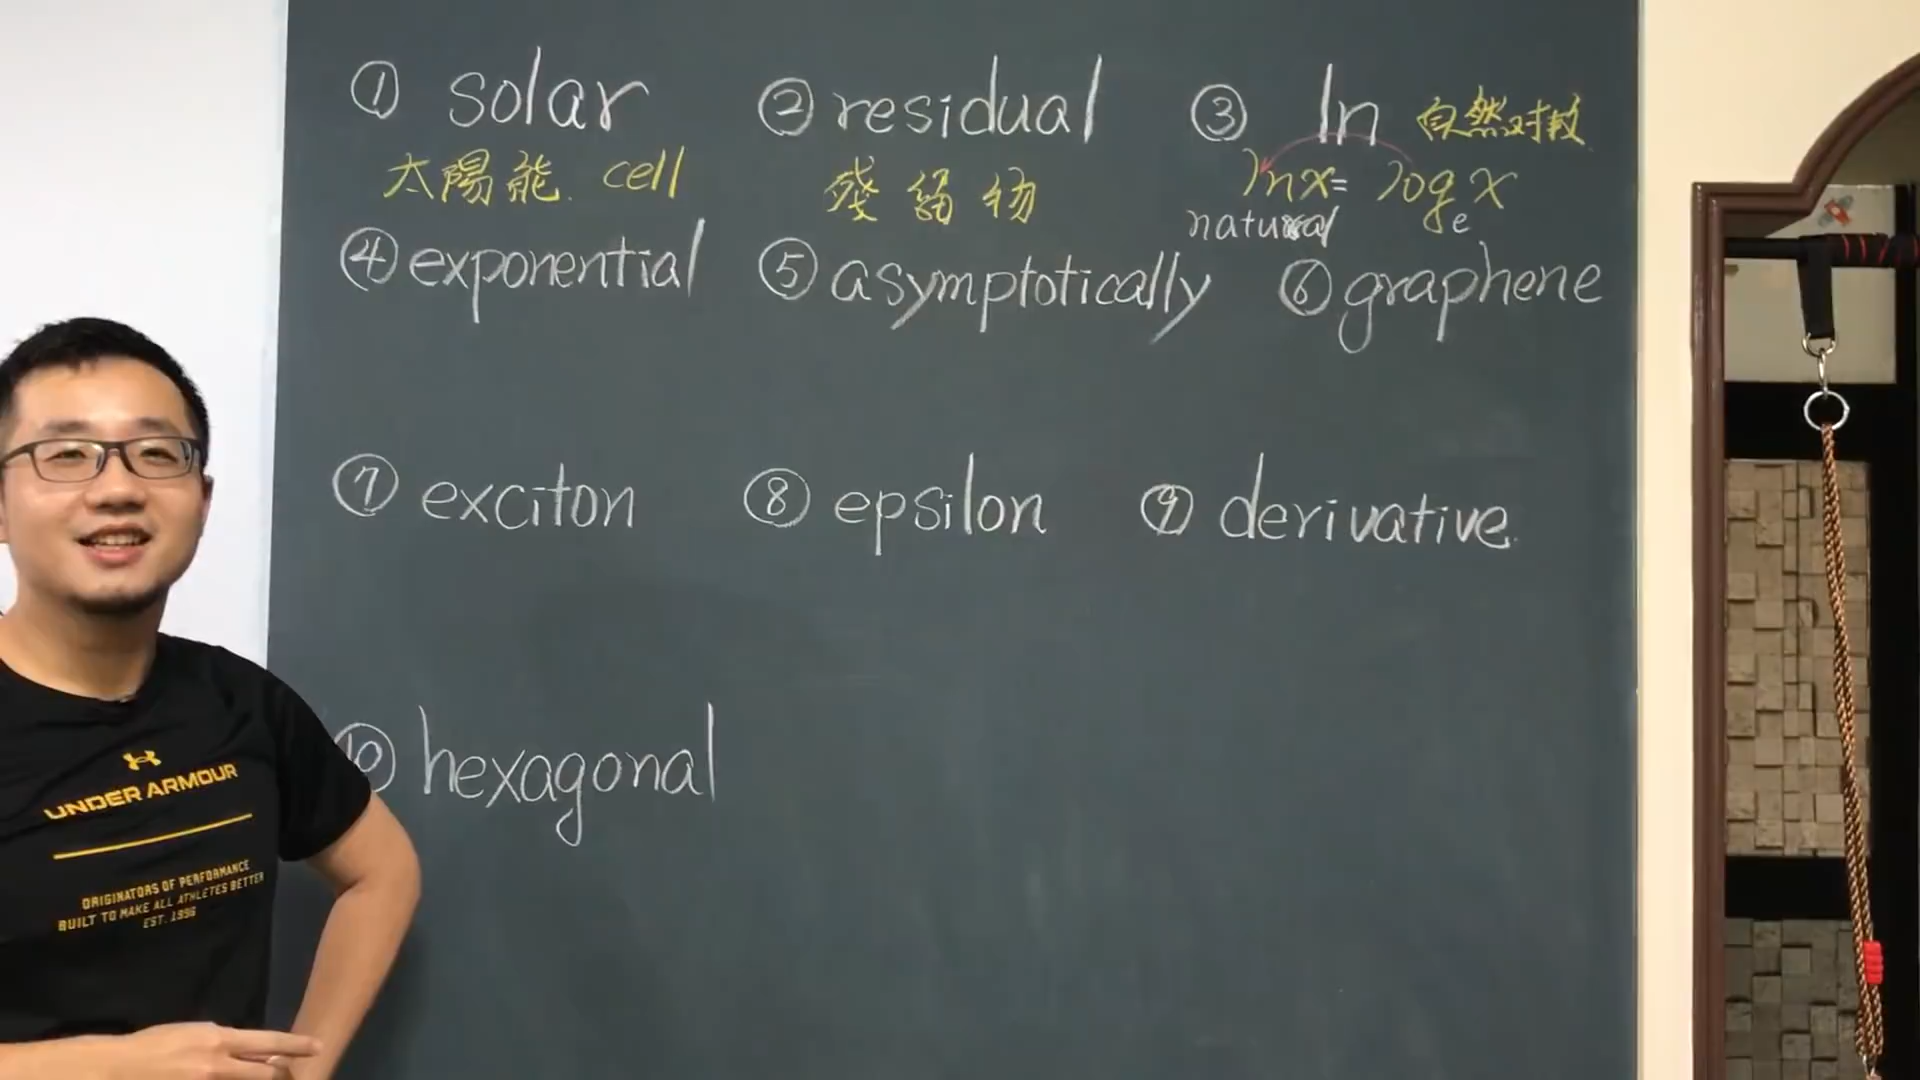 ① solar ② residual ③ ln 自然对數
太陽能. cell 殘留物 lnx = logₑx
natural
④ exponential ⑤ asymptotically ⑥ graphene
⑦ exciton ⑧ epsilon ⑨ derivative.
⑩ hexagonal
UNDER ARMOUR
ORIGINATORS OF PERFORMANCE
BUILT TO MAKE ALL ATHLETES BETTER
EST. 1996